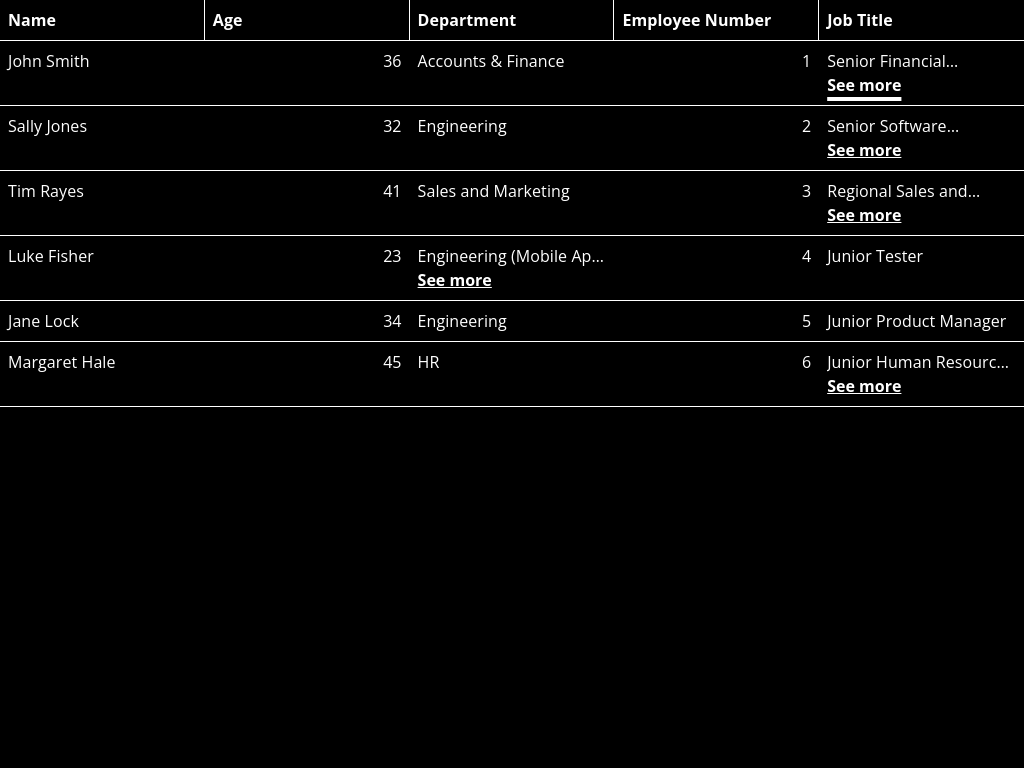 Name Age Department Employee Number Job Title
John Smith 36 Accounts & Finance 1 Senior Financial...
See more
Sally Jones 32 Engineering 2 Senior Software...
See more
Tim Rayes 41 Sales and Marketing 3 Regional Sales and...
See more
Luke Fisher 23 Engineering (Mobile Ap... 4 Junior Tester
See more
Jane Lock 34 Engineering 5 Junior Product Manager
Margaret Hale 45 HR 6 Junior Human Resourc...
See more